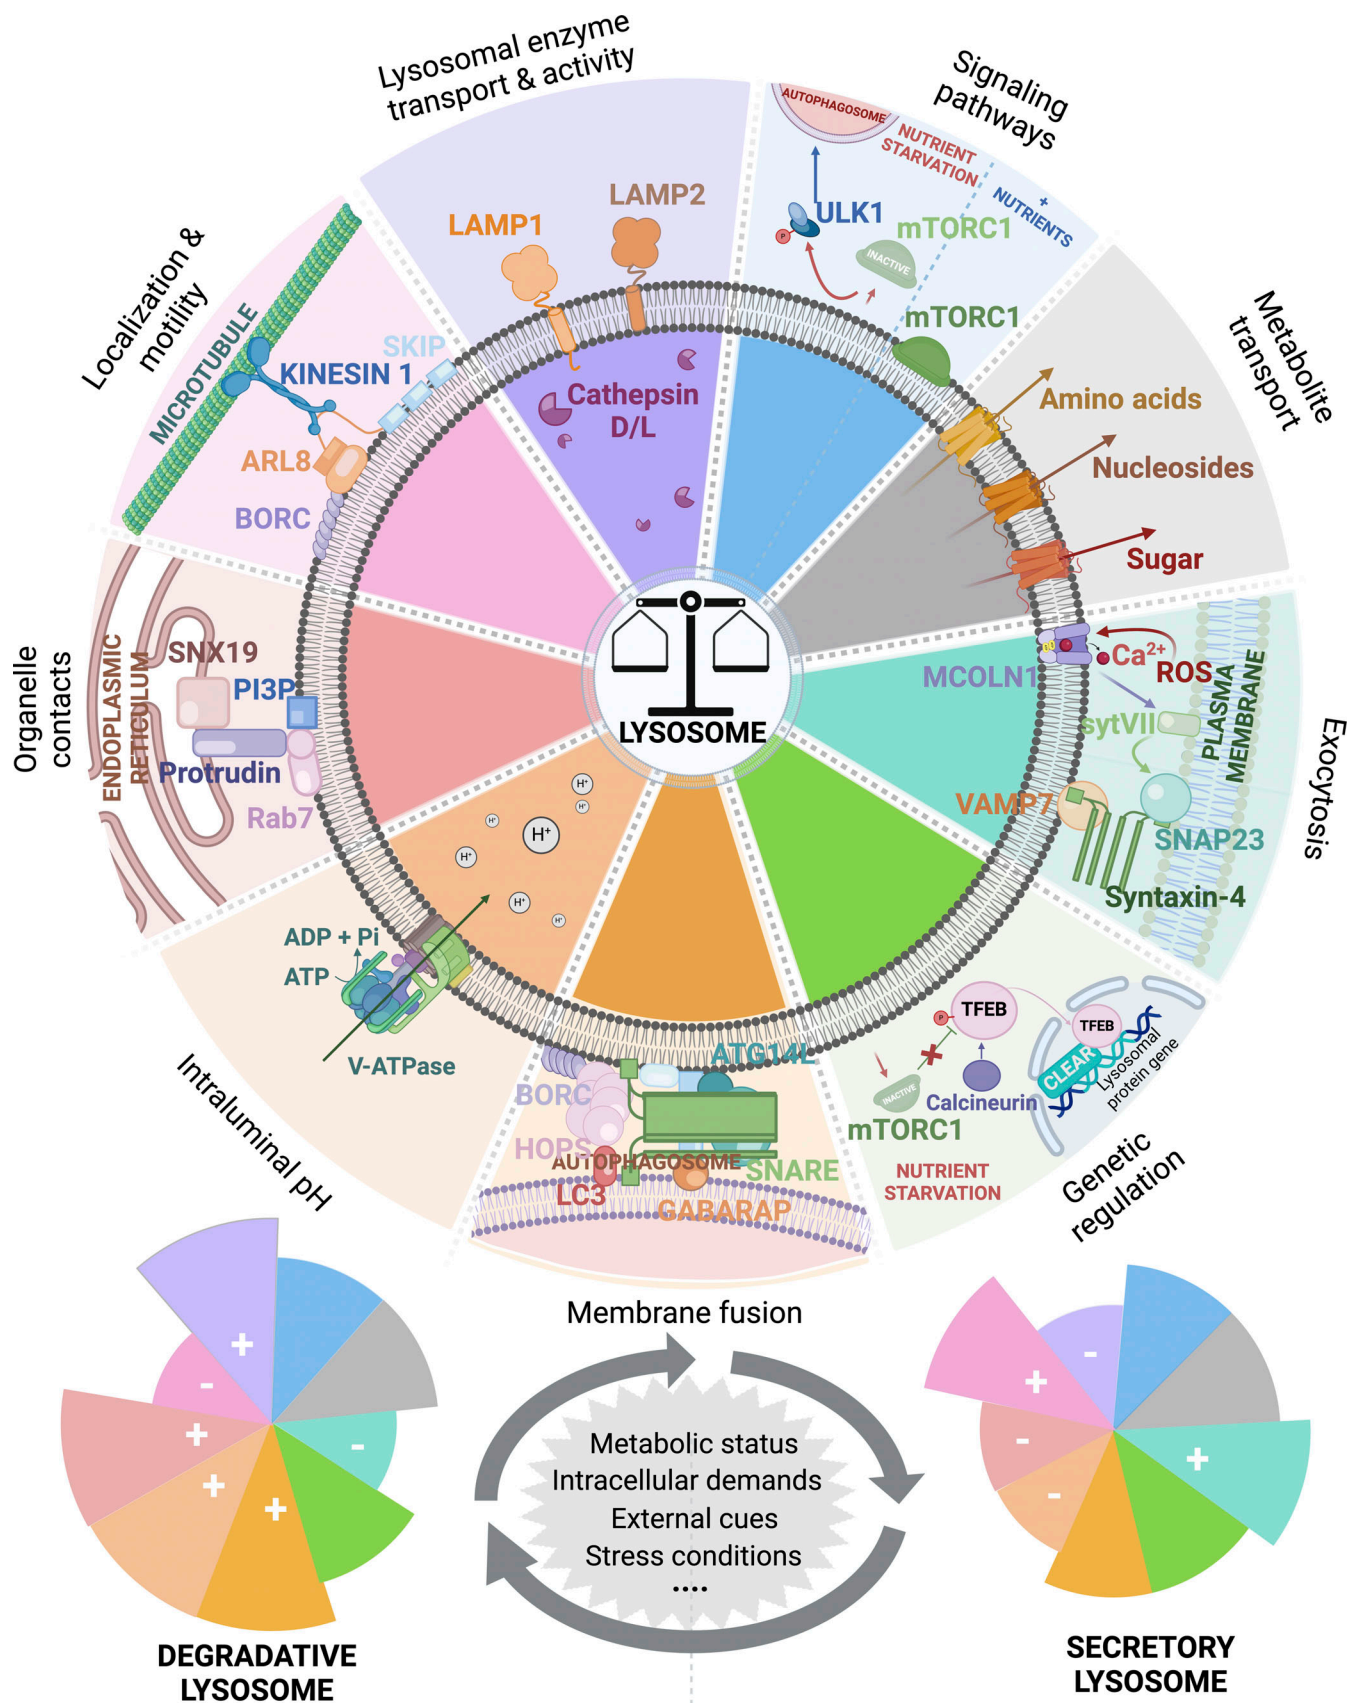 Lysosomal enzyme
transport & activity
LAMP1
LAMP2
Cathepsin
D/L
Signaling
pathways
AUTOPHAGOSOME
NUTRIENT
STARVATION
+
NUTRIENTS
P
ULK1
mTORC1
INACTIVE
mTORC1
Metabolite
transport
Amino acids
Nucleosides
Sugar
Exocytosis
MCOLN1
Ca²⁺
ROS
PLASMA
MEMBRANE
sytVII
VAMP7
SNAP23
Syntaxin-4
Genetic
regulation
P
TFEB
TFEB
CLEAR
Lysosomal
protein gene
INACTIVE
Calcineurin
mTORC1
NUTRIENT
STARVATION
Membrane fusion
ATG14L
BORC
HOPS
AUTOPHAGOSOME
SNARE
LC3
GABARAP
Intraluminal pH
H⁺
H⁺
H⁺
H⁺
H⁺
H⁺
H⁺
ADP + Pi
ATP
V-ATPase
Organelle
contacts
ENDOPLASMIC
RETICULUM
SNX19
PI3P
Protrudin
Rab7
Localization &
motility
MICROTUBULE
KINESIN 1
SKIP
ARL8
BORC
LYSOSOME
+
-
+
+
+
-
DEGRADATIVE
LYSOSOME
Metabolic status
Intracellular demands
External cues
Stress conditions
....
-
+
-
-
+
SECRETORY
LYSOSOME